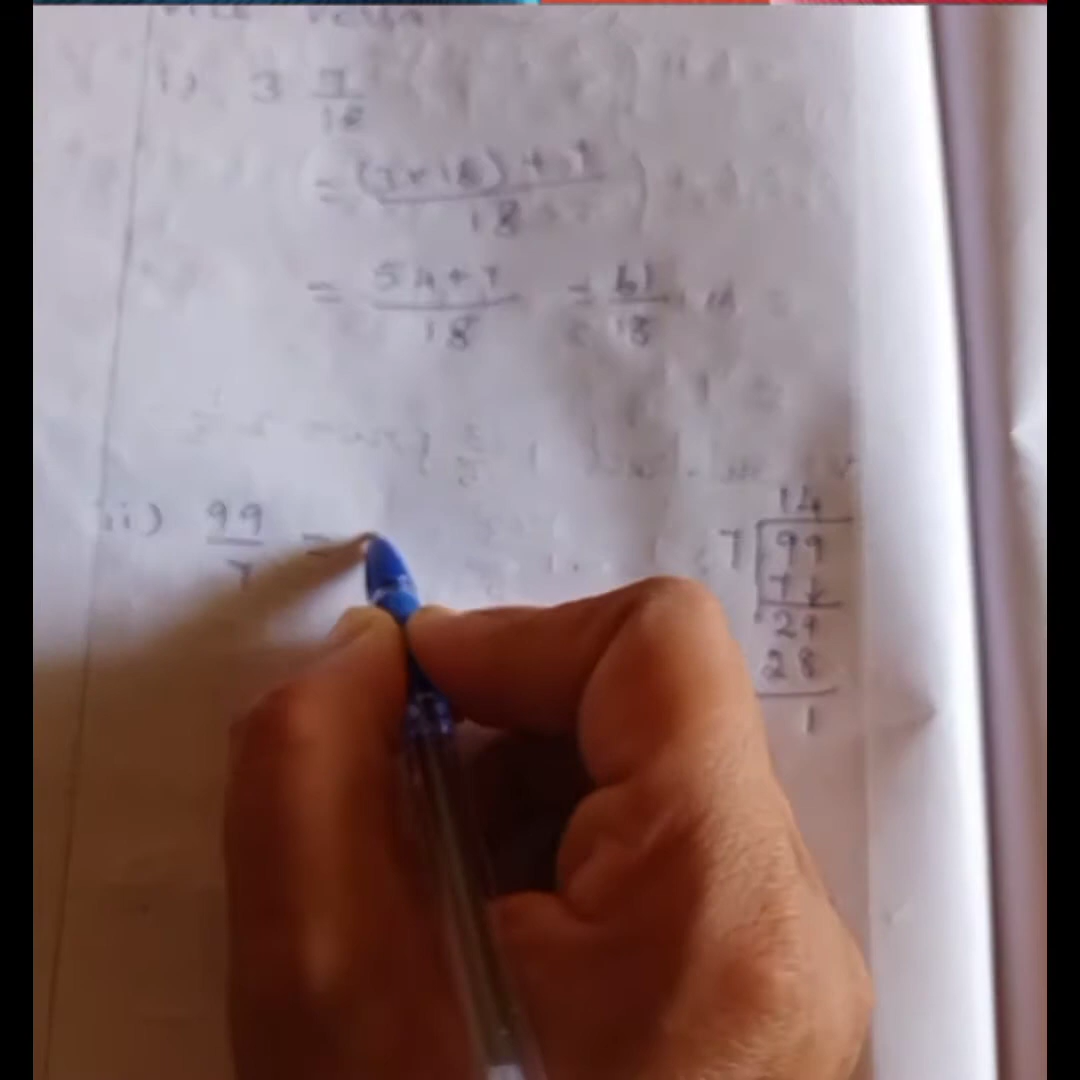 i) 3 7/18
= (3×18) + 7 / 18
= 54+7 / 18 = 61/18
ii) 99/7 =
14
7 99
7↓
29
28
1